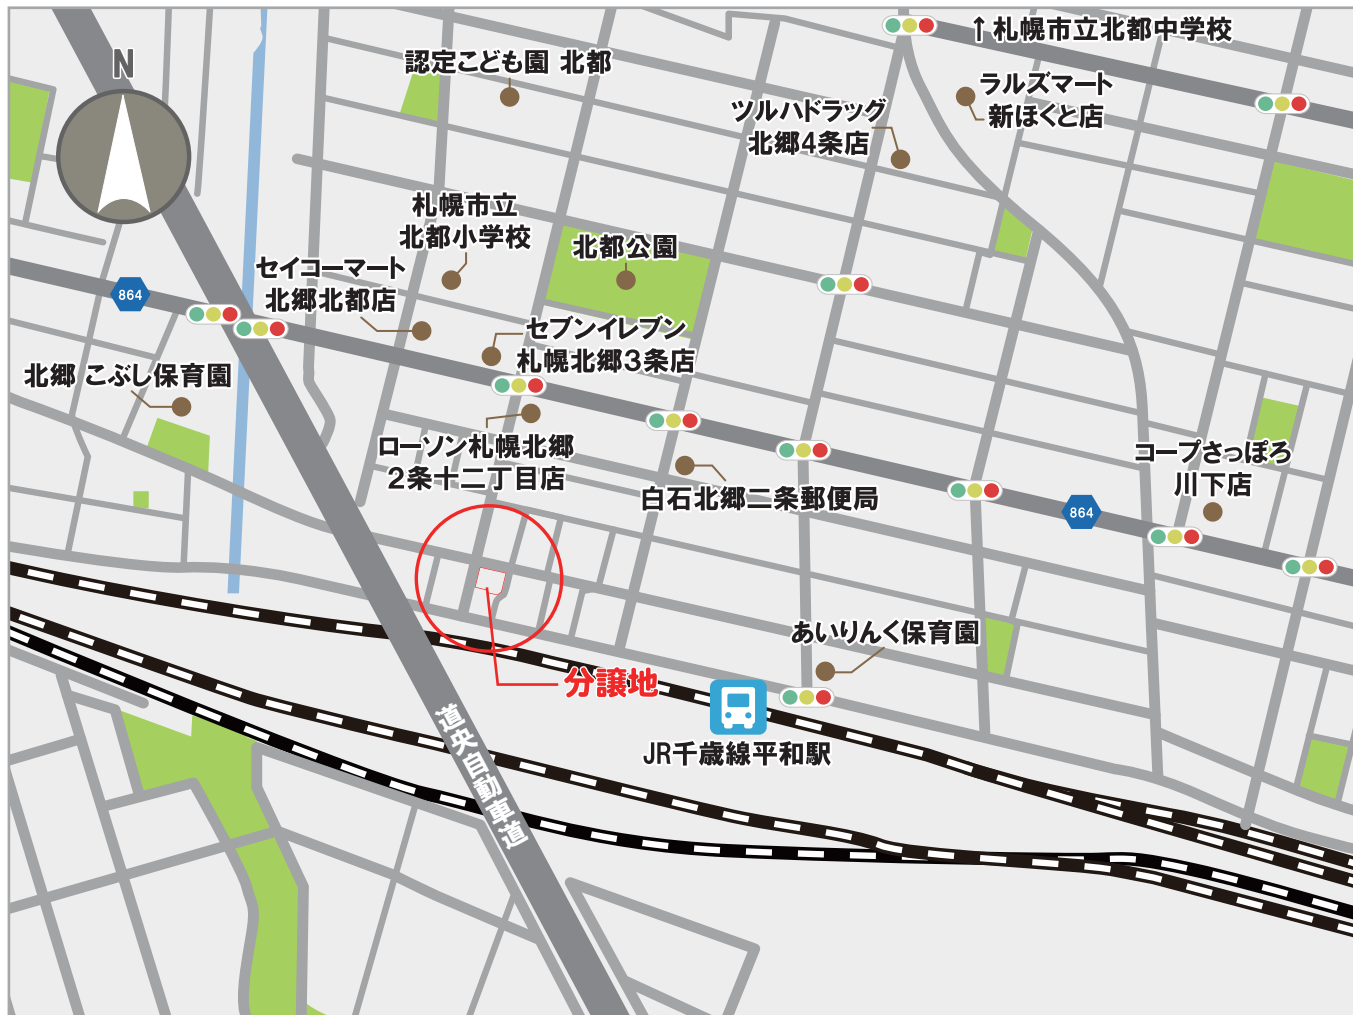 ↑札幌市立北都中学校
認定こども園 北都
N
ラルズマート
新ほくと店
ツルハドラッグ
北郷4条店
札幌市立
北都小学校
北都公園
セイコーマート
北郷北都店
864
セブンイレブン
札幌北郷3条店
北郷 こぶし保育園
ローソン札幌北郷
2条十二丁目店
コープさっぽろ
川下店
白石北郷二条郵便局
864
あいりんく保育園
分譲地
道央自動車道
JR千歳線平和駅